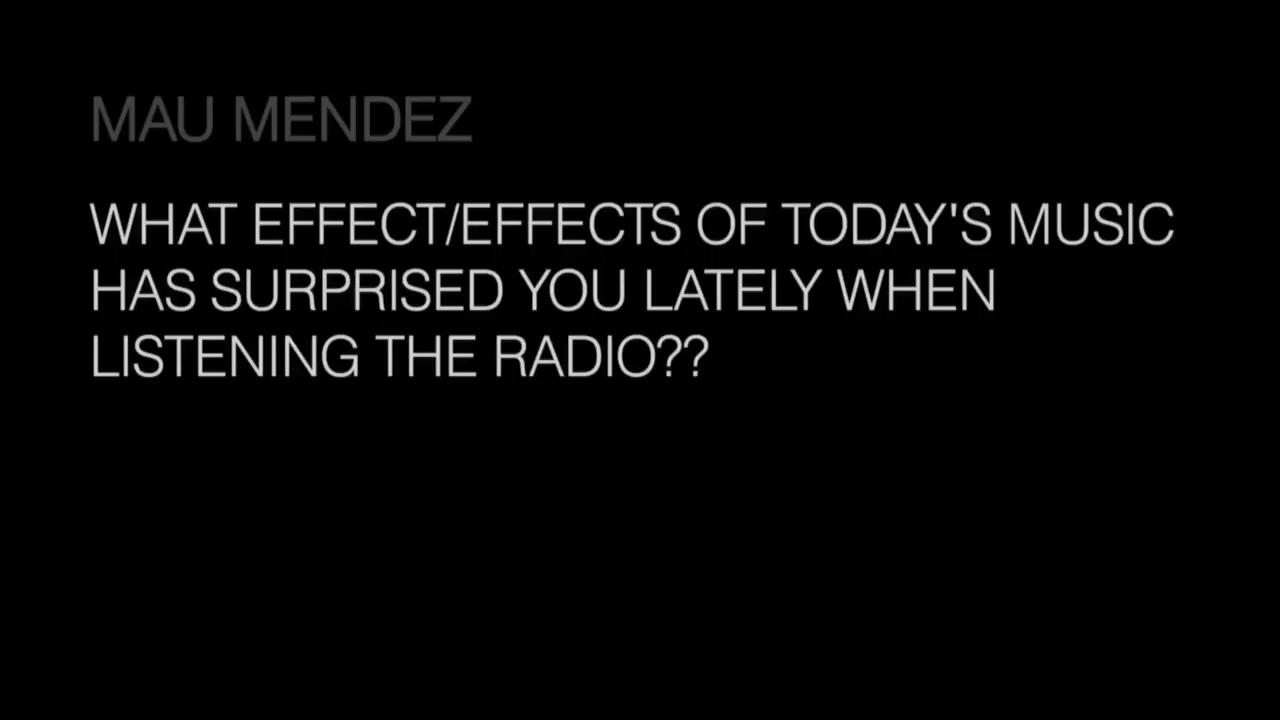 MAU MENDEZ
WHAT EFFECT/EFFECTS OF TODAY'S MUSIC
HAS SURPRISED YOU LATELY WHEN
LISTENING THE RADIO??